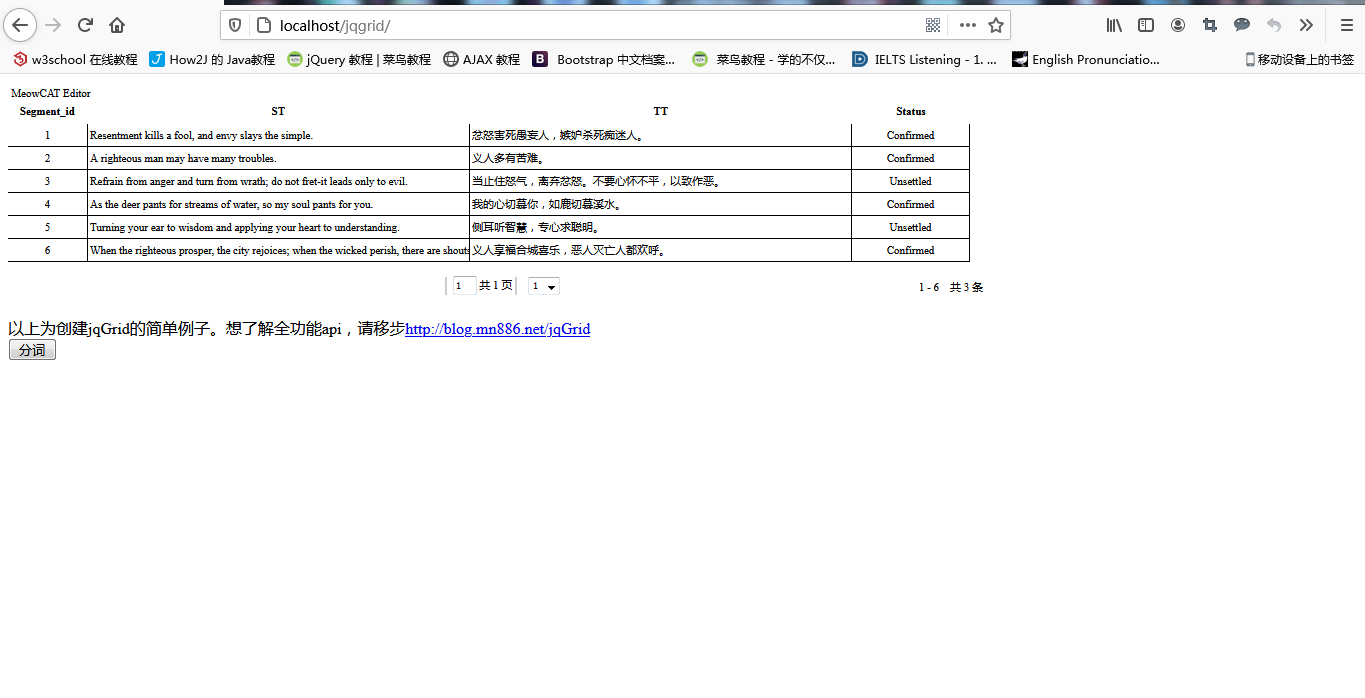 localhost/jqgrid/
w3school 在线教程 How2J 的 Java教程 jQuery 教程 | 菜鸟教程 AJAX 教程 Bootstrap 中文档案... 菜鸟教程 - 学的不仅... IELTS Listening - 1. ... English Pronunciatio... 移动设备上的书签
MeowCAT Editor
Segment_id ST TT Status
1 Resentment kills a fool, and envy slays the simple. 忿怒害死愚妄人，嫉妒杀死痴迷人。 Confirmed
2 A righteous man may have many troubles. 义人多有苦难。 Confirmed
3 Refrain from anger and turn from wrath; do not fret-it leads only to evil. 当止住怒气，离弃忿怒。不要心怀不平，以致作恶。 Unsettled
4 As the deer pants for streams of water, so my soul pants for you. 我的心切慕你，如鹿切慕溪水。 Confirmed
5 Turning your ear to wisdom and applying your heart to understanding. 侧耳听智慧，专心求聪明。 Unsettled
6 When the righteous prosper, the city rejoices; when the wicked perish, there are shouts 义人享福合城喜乐，恶人灭亡人都欢呼。 Confirmed
1 共 1 页 1 1 - 6 共 3 条
以上为创建jqGrid的简单例子。想了解全功能api，请移步http://blog.mn886.net/jqGrid
分词